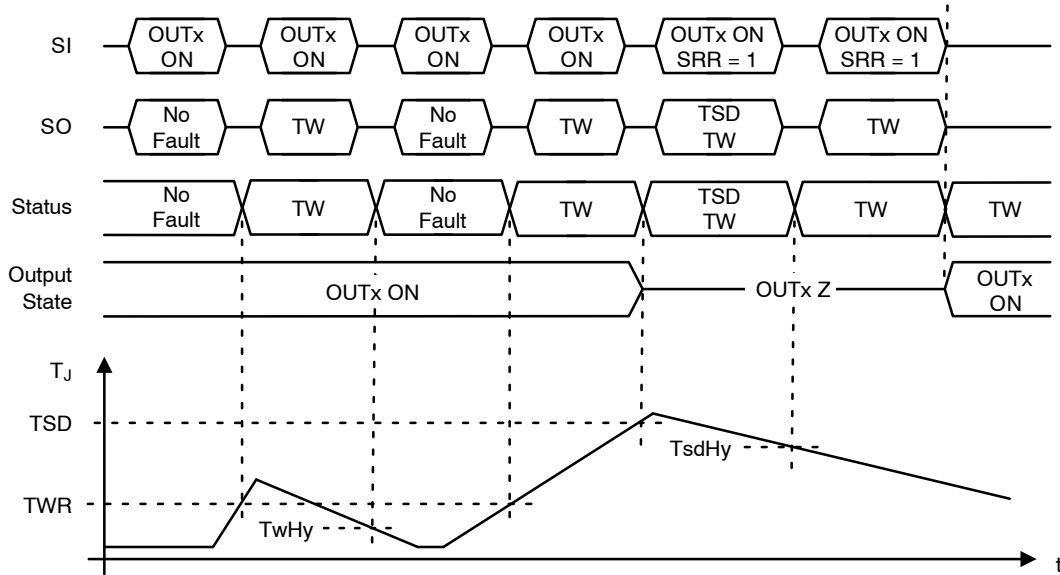 SI
OUTx
ON
OUTx
ON
OUTx
ON
OUTx
ON
OUTx ON
SRR = 1
OUTx ON
SRR = 1
SO
No
Fault
TW
No
Fault
TW
TSD
TW
TW
Status
No
Fault
TW
No
Fault
TW
TSD
TW
TW
TW
Output
State
OUTx ON
OUTx Z
OUTx
ON
TJ
TSD
TsdHy
TWR
TwHy
t